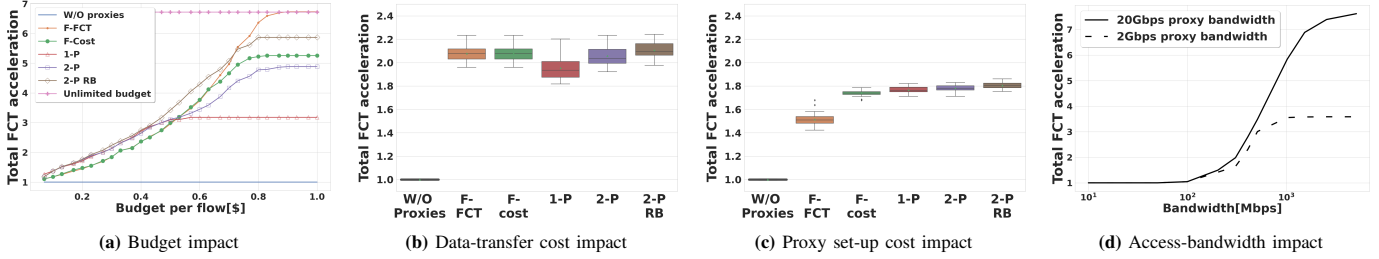 Total FCT acceleration
7
6
5
4
3
2
1
W/O proxies
F-FCT
F-Cost
1-P
2-P
2-P RB
Unlimited budget
0.2
0.4
0.6
0.8
1.0
Budget per flow[$]
(a) Budget impact
Total FCT acceleration
2.4
2.2
2.0
1.8
1.6
1.4
1.2
1.0
W/O
Proxies
F-
FCT
F-
cost
1-P
2-P
2-P
RB
(b) Data-transfer cost impact
Total FCT acceleration
2.4
2.2
2.0
1.8
1.6
1.4
1.2
1.0
W/O
Proxies
F-
FCT
F-
cost
1-P
2-P
2-P
RB
(c) Proxy set-up cost impact
Total FCT acceleration
7
6
5
4
3
2
1
20Gbps proxy bandwidth
2Gbps proxy bandwidth
10¹
10²
10³
Bandwidth[Mbps]
(d) Access-bandwidth impact